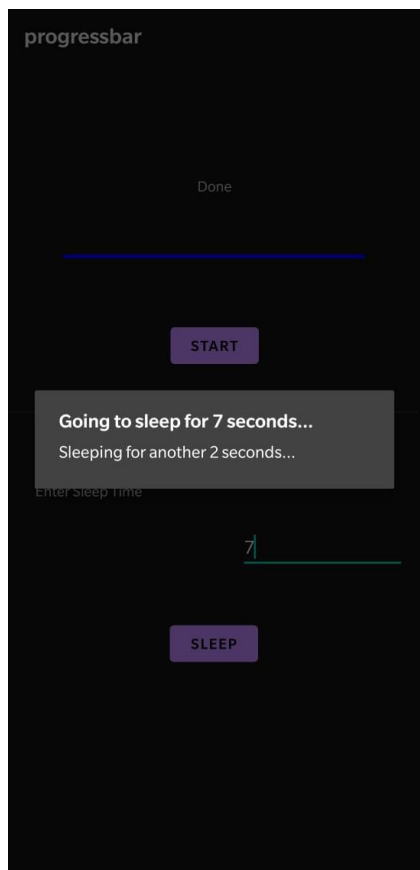 progressbar
Done
START
Going to sleep for 7 seconds...
Sleeping for another 2 seconds...
Enter Sleep Time
7
SLEEP